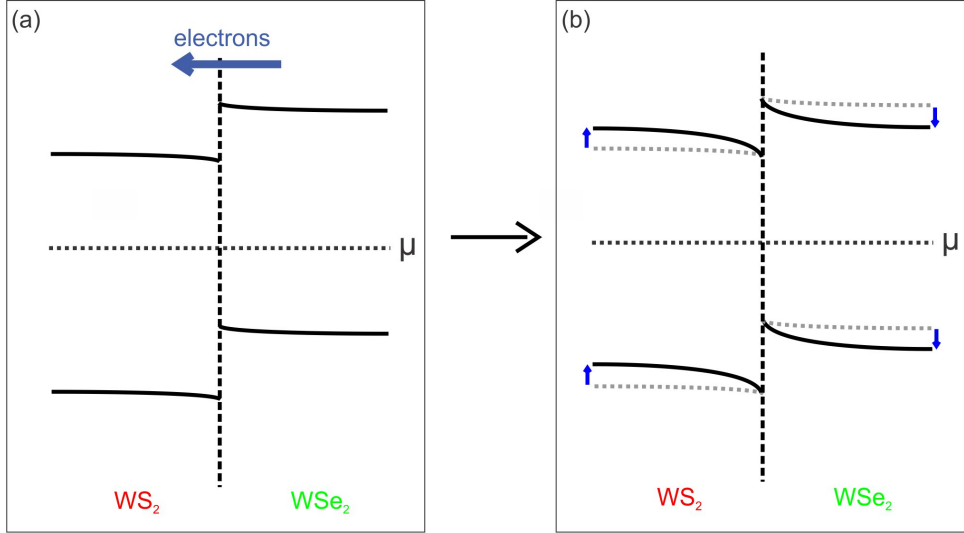 (a)
electrons
μ
WS₂
WSe₂
(b)
μ
WS₂
WSe₂